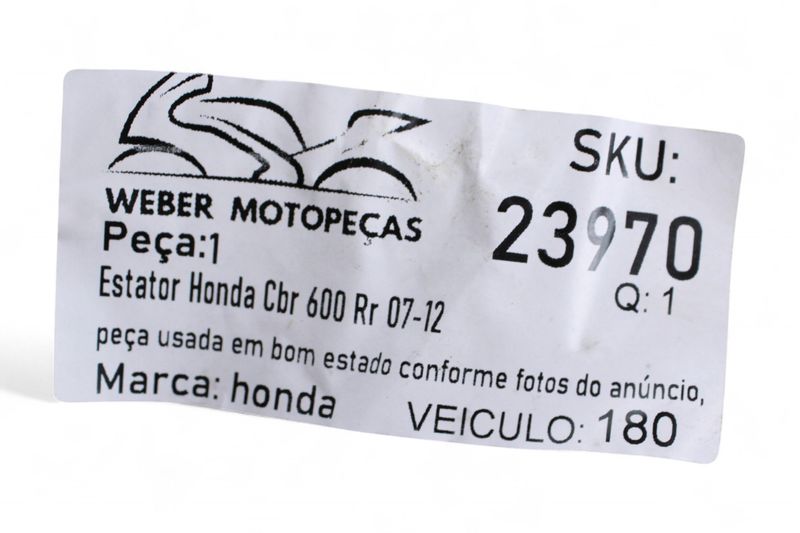 WEBER MOTOPEÇAS
SKU:
23970
Peça:1
Q: 1
Estator Honda Cbr 600 Rr 07-12
peça usada em bom estado conforme fotos do anúncio,
Marca: honda
VEICULO: 180